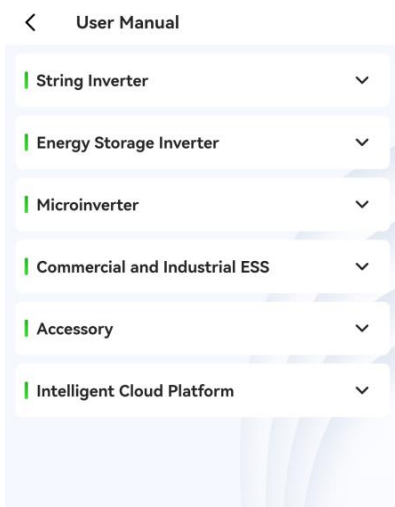 User Manual
String Inverter
Energy Storage Inverter
Microinverter
Commercial and Industrial ESS
Accessory
Intelligent Cloud Platform